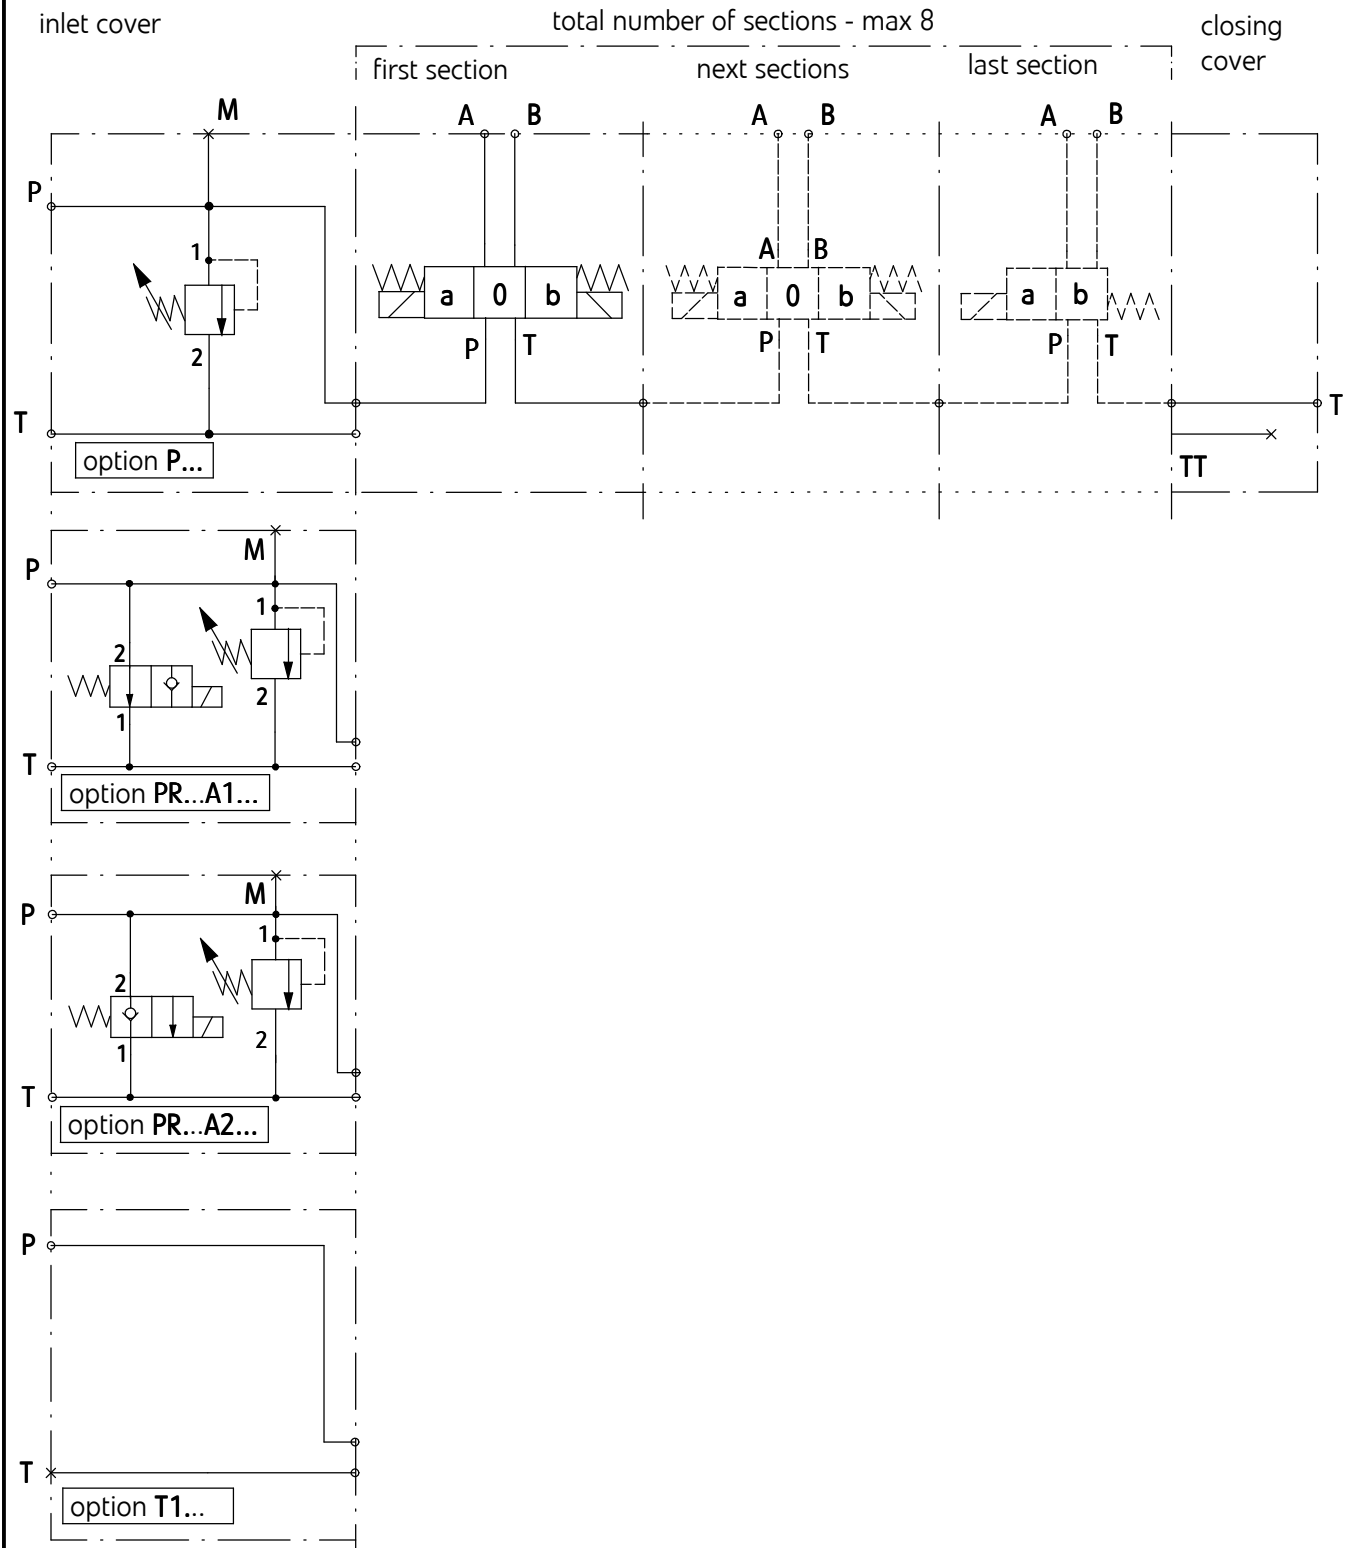 inlet cover
total number of sections - max 8
closing
cover
first section
next sections
last section
M
A B
A B
A B
P
1
2
T
option P...
a 0 b
P T
A B
a 0 b
P T
a b
P T
T
TT
M
P
1
2
2
1
T
option PR...A1...
M
P
1
2
2
1
T
option PR...A2...
P
T
option T1...